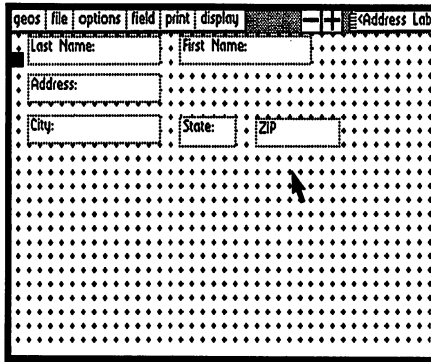 geos file options field print display <Address Lab
Last Name: First Name:
Address:
City: State: ZIP